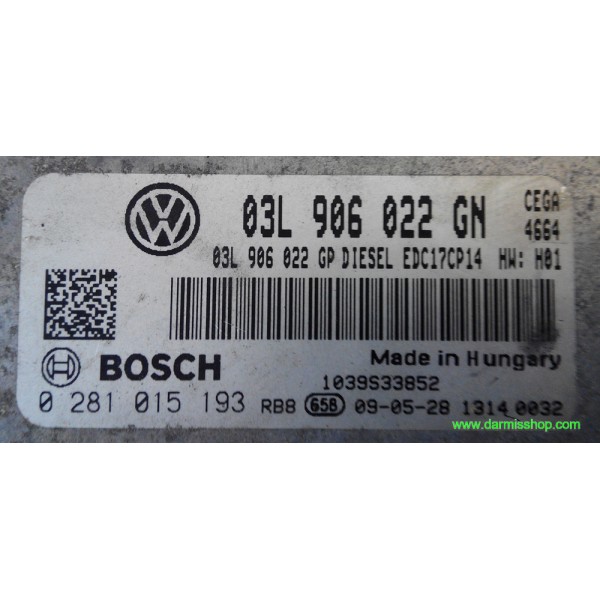 03L 906 022 GN CEGA
4664
03L 906 022 GP DIESEL EDC17CP14 HW: H01
BOSCH
Made in Hungary
1039S33852
0 281 015 193 RB8 658 09-05-28 1314 0032
www.darmisshop.com